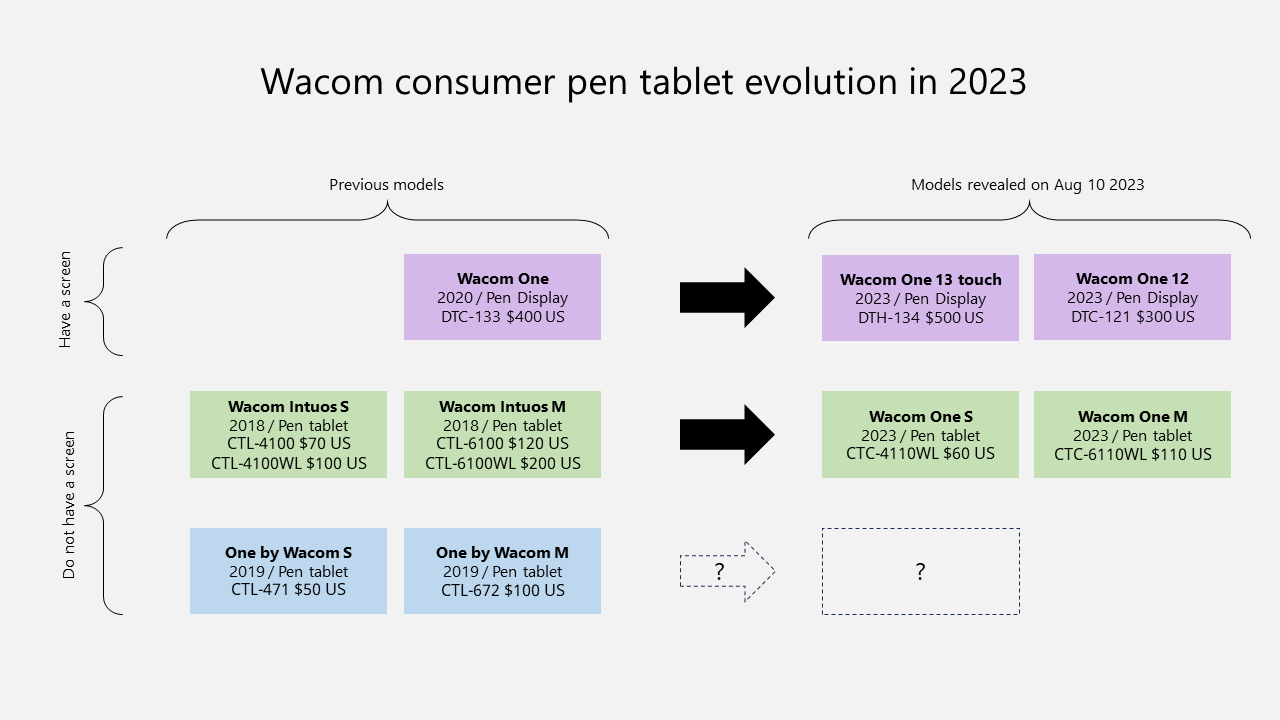 Wacom consumer pen tablet evolution in 2023
Previous models
Models revealed on Aug 10 2023
Have a screen
Wacom One
2020 / Pen Display
DTC-133 $400 US
Wacom One 13 touch
2023 / Pen Display
DTH-134 $500 US
Wacom One 12
2023 / Pen Display
DTC-121 $300 US
Do not have a screen
Wacom Intuos S
2018 / Pen tablet
CTL-4100 $70 US
CTL-4100WL $100 US
Wacom Intuos M
2018 / Pen tablet
CTL-6100 $120 US
CTL-6100WL $200 US
Wacom One S
2023 / Pen tablet
CTC-4110WL $60 US
Wacom One M
2023 / Pen tablet
CTC-6110WL $110 US
One by Wacom S
2019 / Pen tablet
CTL-471 $50 US
One by Wacom M
2019 / Pen tablet
CTL-672 $100 US
?
?